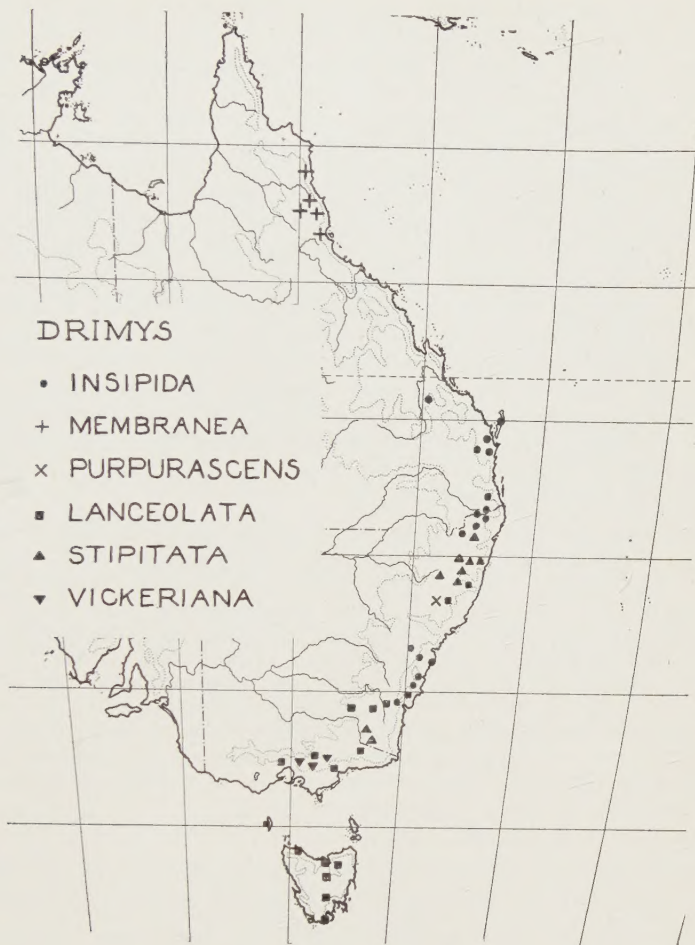 DRIMYS
• INSIPIDA
+ MEMBRANEA
× PURPURASCENS
■ LANCEOLATA
▲ STIPITATA
▼ VICKERIANA